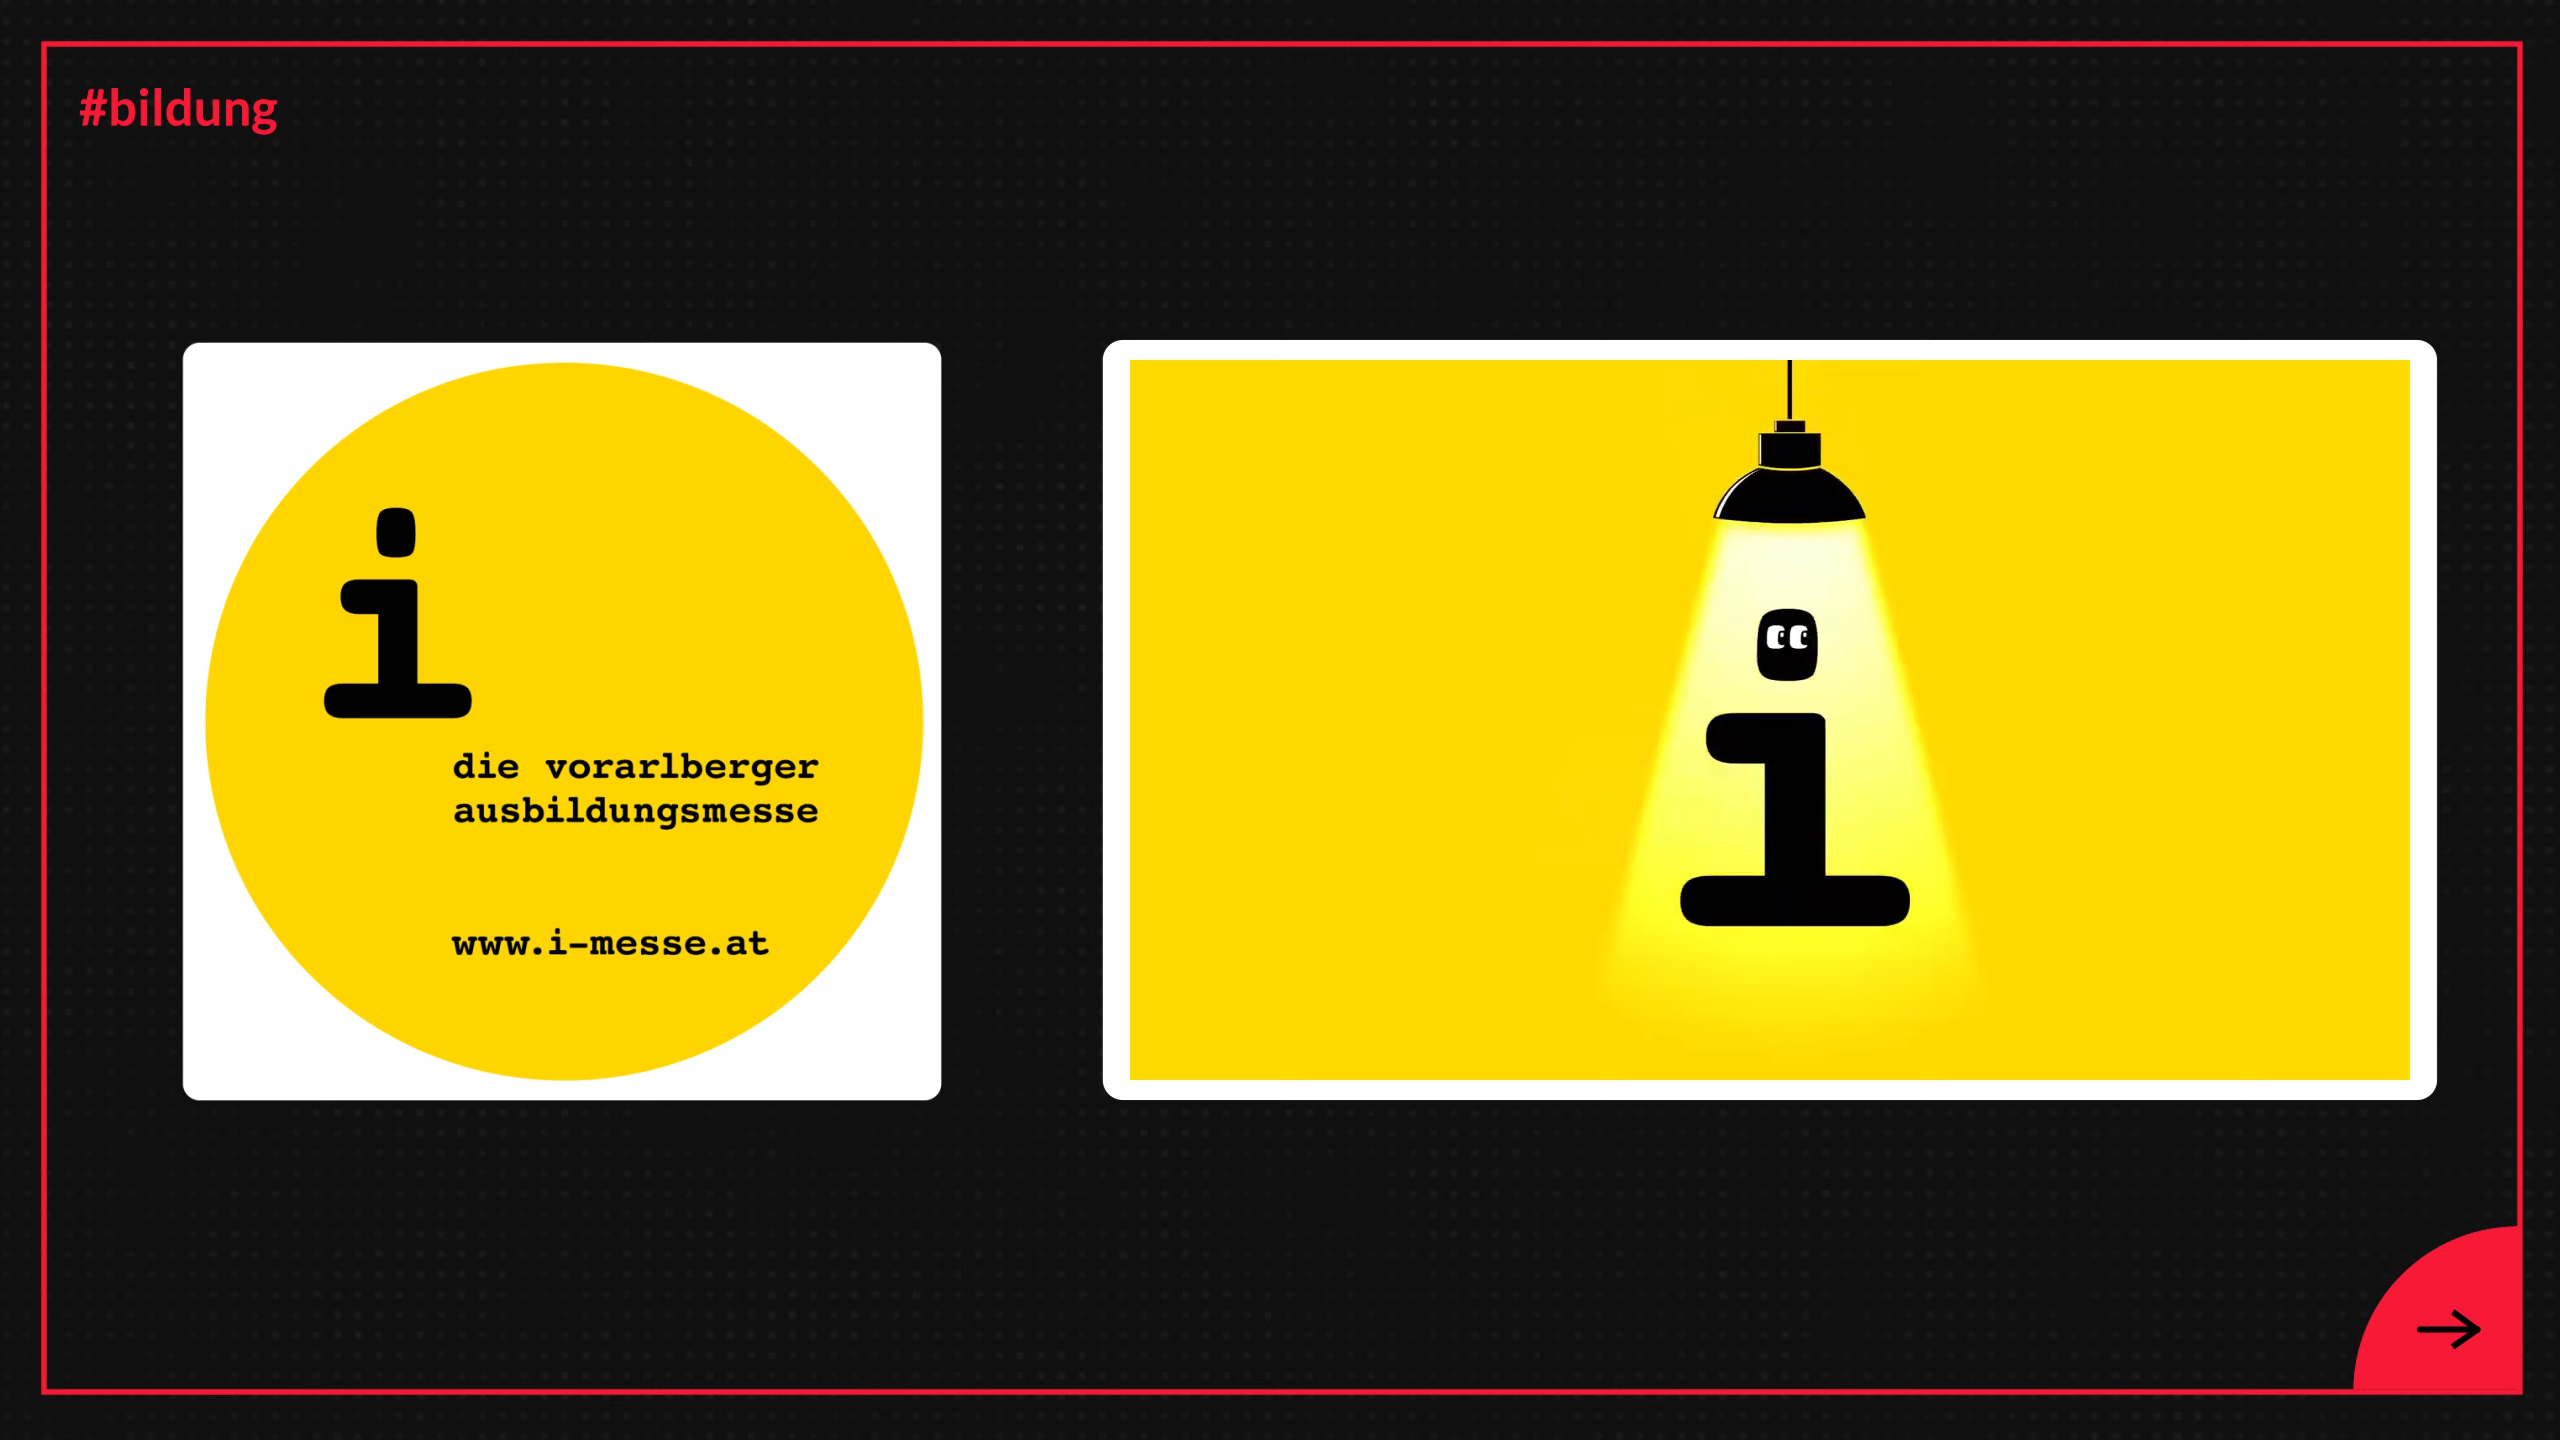 #bildung
i
die vorarlberger
ausbildungsmesse
www.i-messe.at
i